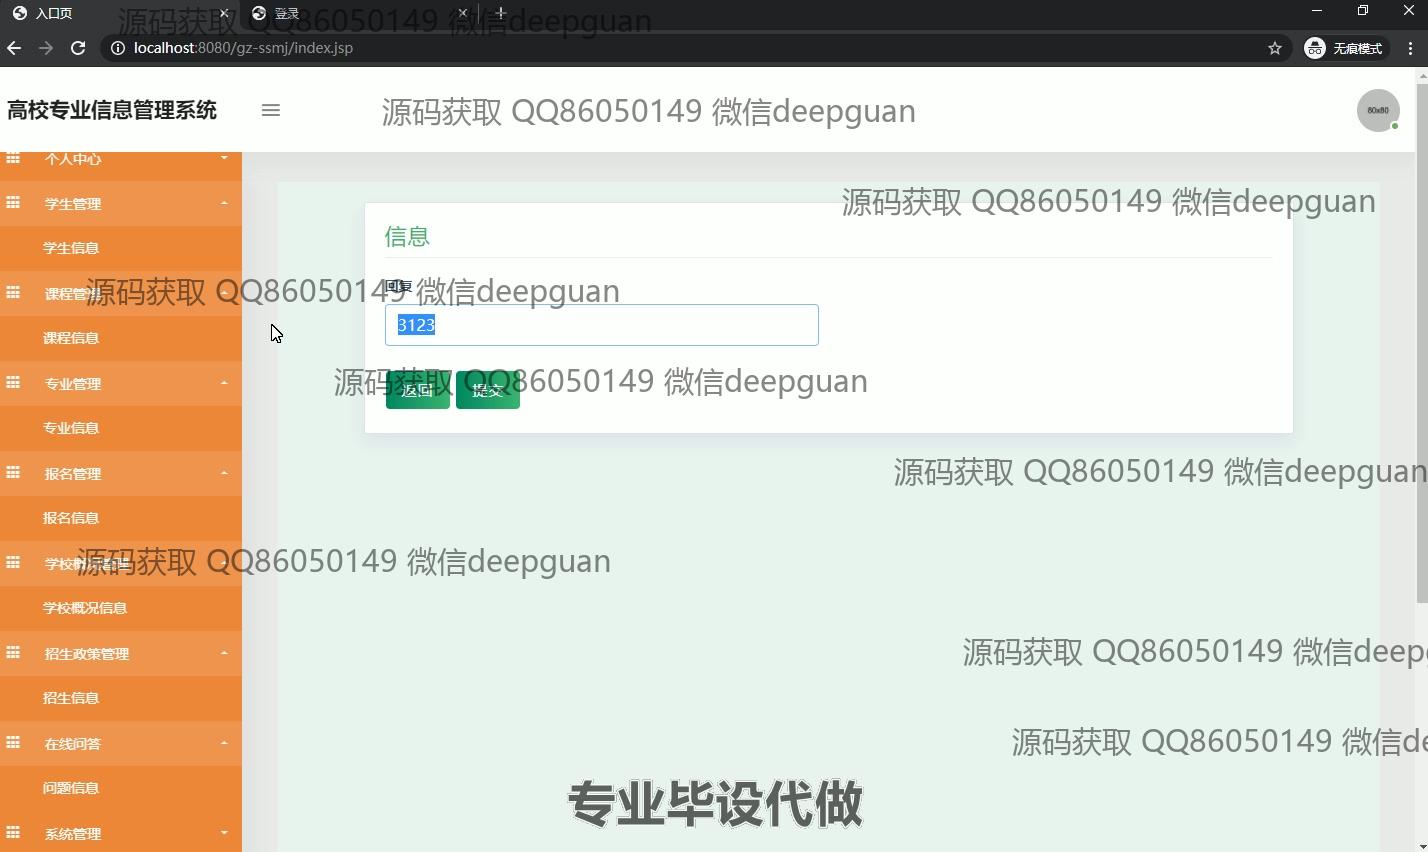 入口页
登录
源码获取 QQ86050149 微信deepguan
localhost:8080/gz-ssmj/index.jsp
无痕模式
高校专业信息管理系统
源码获取 QQ86050149 微信deepguan
80x80
个人中心
源码获取 QQ86050149 微信deepguan
学生管理
信息
学生信息
回复
课程管理
源码获取 QQ86050149 微信deepguan
3123
课程信息
专业管理
源码获取 QQ86050149 微信deepguan
返回
提交
专业信息
报名管理
源码获取 QQ86050149 微信deepguan
报名信息
学校概况管理
源码获取 QQ86050149 微信deepguan
学校概况信息
招生政策管理
源码获取 QQ86050149 微信deep
招生信息
在线问答
源码获取 QQ86050149 微信de
问题信息
专业毕设代做
系统管理